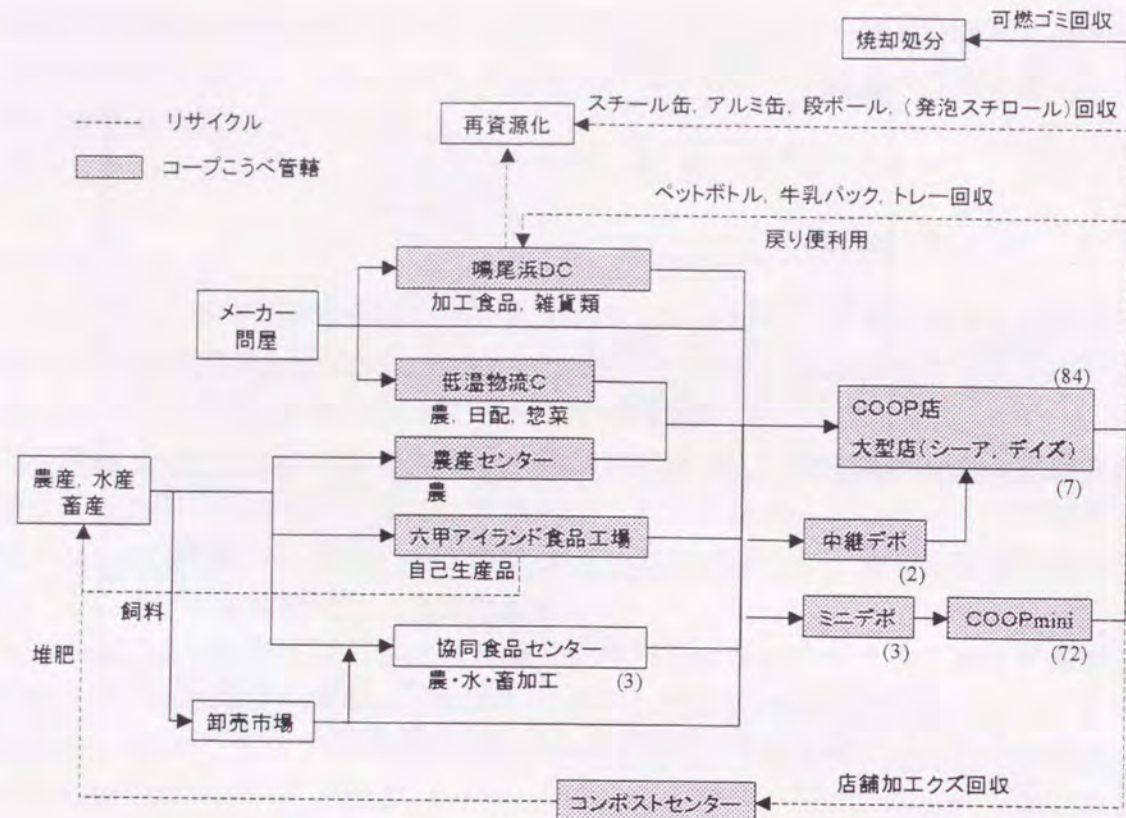 可燃ゴミ回収
焼却処分
スチール缶, アルミ缶, 段ボール, (発泡スチロール)回収
リサイクル
再資源化
コープこうべ管轄
ペットボトル, 牛乳パック, トレー回収
戻り便利用
鳴尾浜DC
加工食品, 雑貨類
メーカー
問屋
低温物流C
農, 日配, 惣菜
(84)
COOP店
大型店(シーア, デイズ)
(7)
農産センター
農
農産, 水産
畜産
六甲アイランド食品工場
自己生産品
中継デポ
(2)
飼料
堆肥
ミニデポ
(3)
COOPmini
(72)
協同食品センター
農・水・畜加工
(3)
卸売市場
店舗加工クズ回収
コンポストセンター